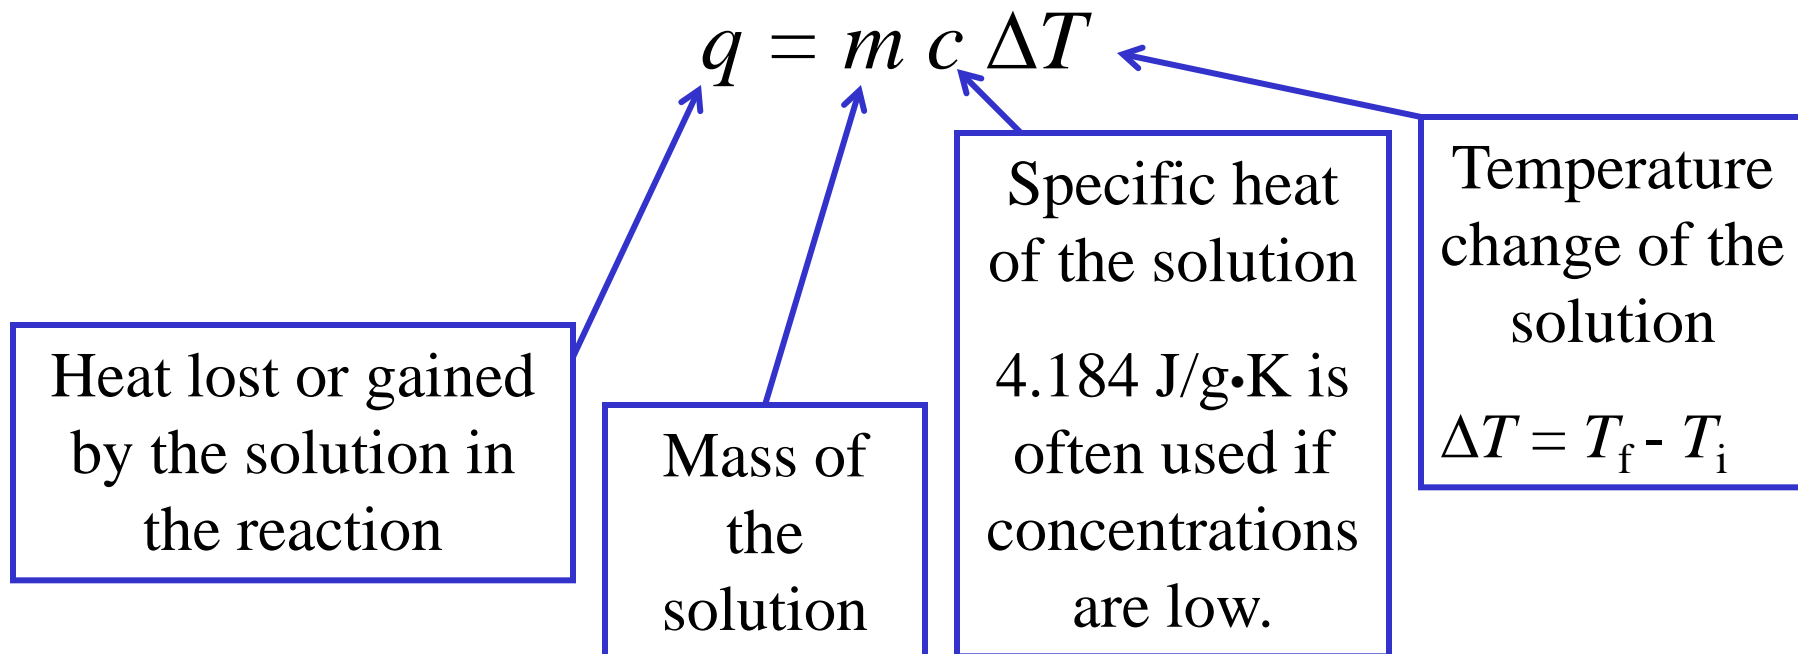 q = m c ΔT
Heat lost or gained
by the solution in
the reaction
Mass of
the
solution
Specific heat
of the solution
4.184 J/g•K is
often used if
concentrations
are low.
Temperature
change of the
solution
ΔT = Tf - Ti